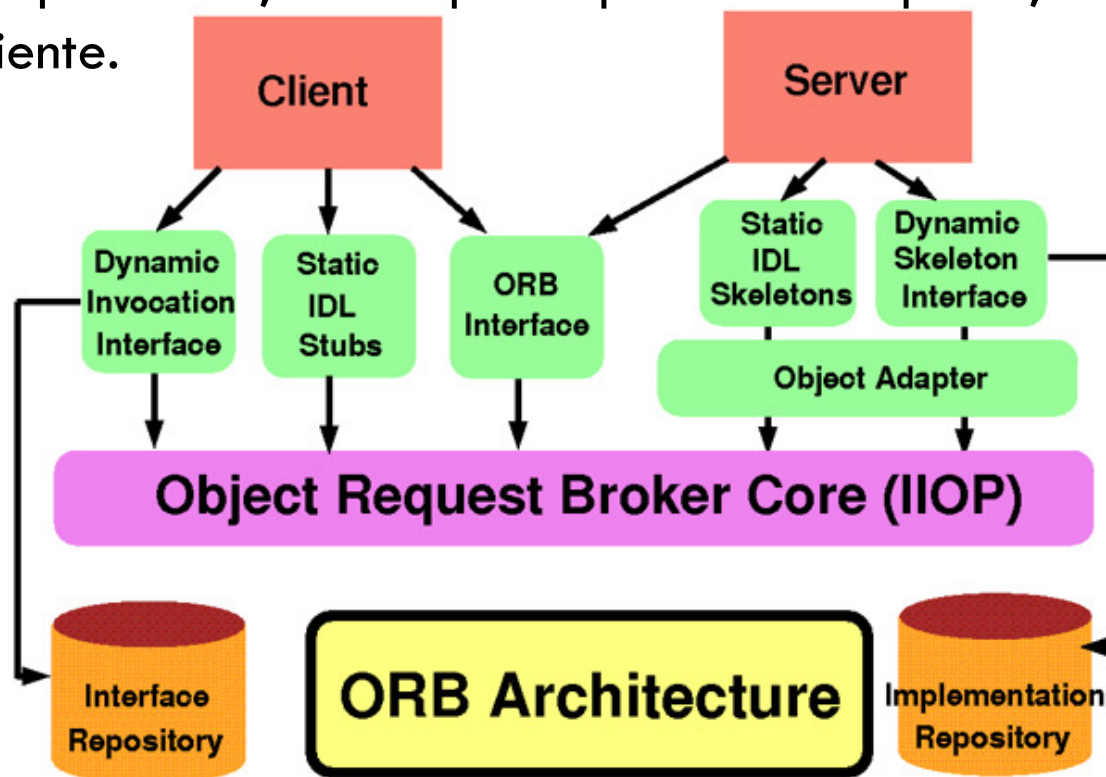 iente.
Client
Server
Dynamic
Invocation
Interface
Static
IDL
Stubs
ORB
Interface
Static
IDL
Skeletons
Dynamic
Skeleton
Interface
Object Adapter
Object Request Broker Core (IIOP)
Interface
Repository
ORB Architecture
Implementation
Repository